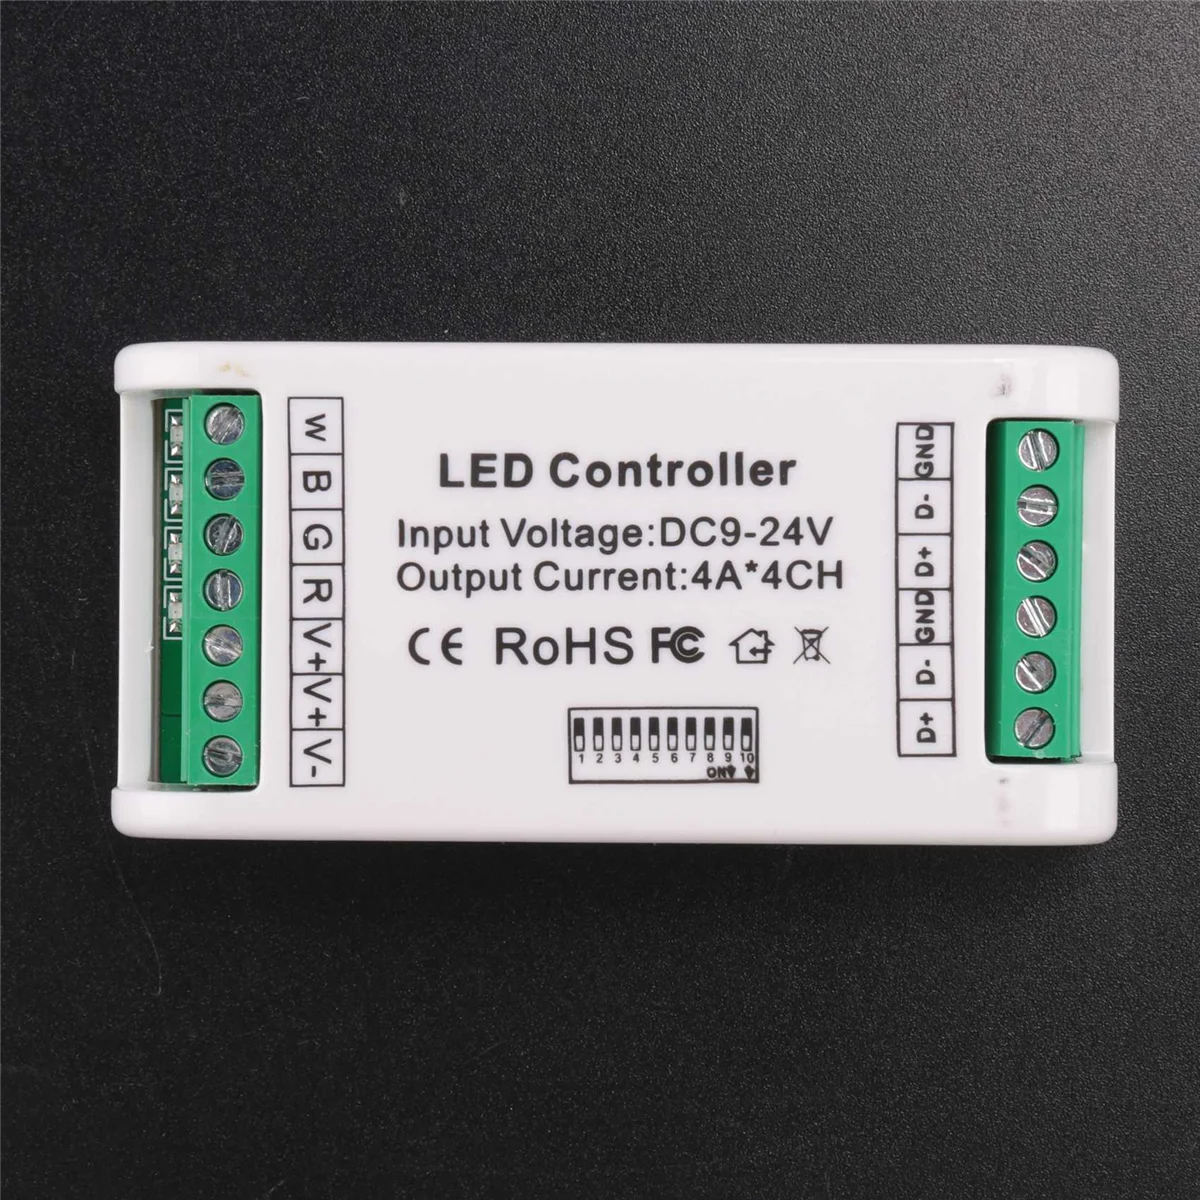 W
B
G
R
V+
V+
V-
LED Controller
Input Voltage:DC9-24V
Output Current:4A*4CH
CE RoHS FC
1 2 3 4 5 6 7 8 9 10
ON
GND
D-
D+
GND
D-
D+